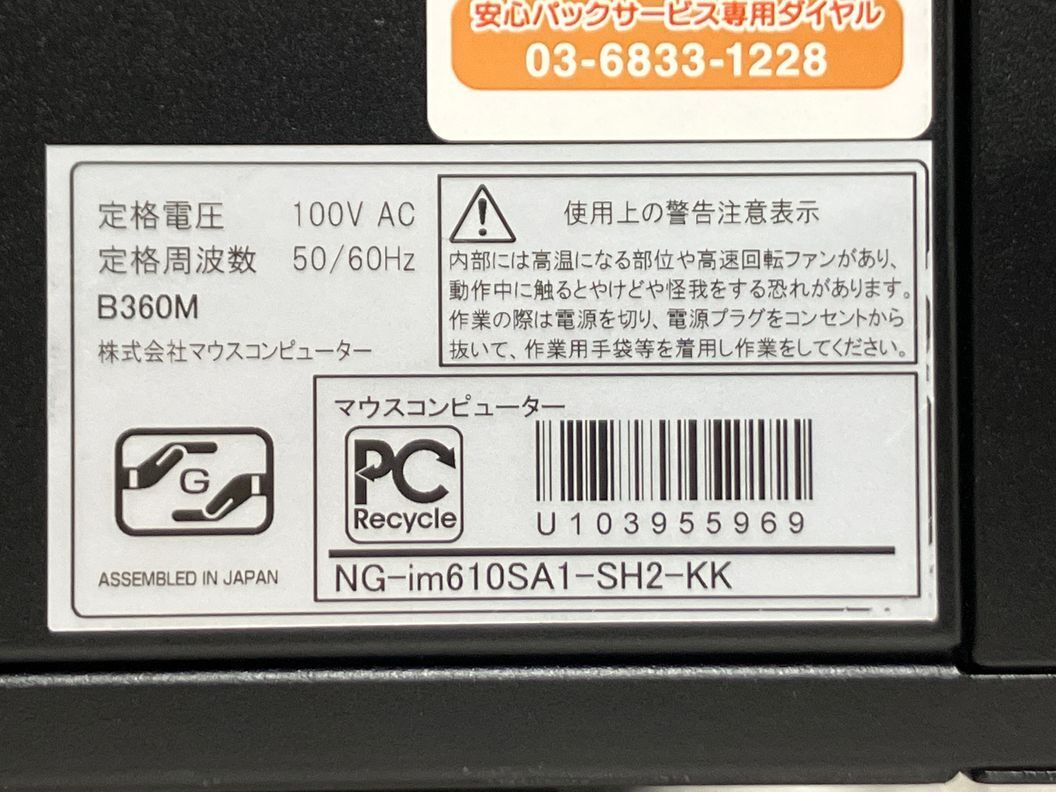 安心パックサービス専用ダイヤル
03-6833-1228
定格電圧 100V AC
定格周波数 50/60Hz
B360M
株式会社マウスコンピューター
使用上の警告注意表示
内部には高温になる部位や高速回転ファンがあり、
動作中に触るとやけどや怪我をする恐れがあります。
作業の際は電源を切り、電源プラグをコンセントから
抜いて、作業用手袋等を着用し作業をしてください。
G
ASSEMBLED IN JAPAN
マウスコンピューター
PC
Recycle
U103955969
NG-im610SA1-SH2-KK